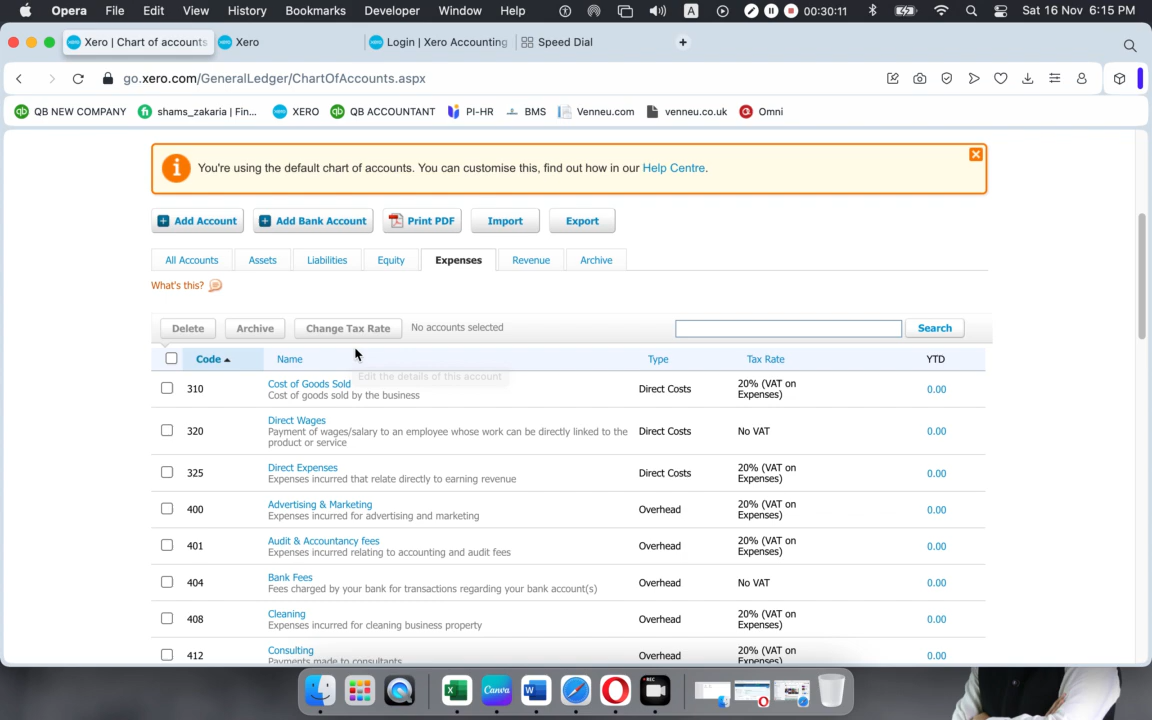 Opera File Edit View History Bookmarks Developer Window Help A 00:30:11 Sat 16 Nov 6:15 PM
Xero | Chart of accounts Xero Login | Xero Accounting Speed Dial +
go.xero.com/GeneralLedger/ChartOfAccounts.aspx
QB NEW COMPANY shams_zakaria | Fin... XERO QB ACCOUNTANT PI-HR BMS Venneu.com venneu.co.uk Omni
You're using the default chart of accounts. You can customise this, find out how in our Help Centre.
Add Account Add Bank Account Print PDF Import Export
All Accounts Assets Liabilities Equity Expenses Revenue Archive
What's this?
Delete Archive Change Tax Rate No accounts selected Search
Code Name Type Tax Rate YTD
Edit the details of this account
310 Cost of Goods Sold Direct Costs 20% (VAT on Expenses) 0.00
Cost of goods sold by the business
320 Direct Wages Direct Costs No VAT 0.00
Payment of wages/salary to an employee whose work can be directly linked to the
product or service
325 Direct Expenses Direct Costs 20% (VAT on Expenses) 0.00
Expenses incurred that relate directly to earning revenue
400 Advertising & Marketing Overhead 20% (VAT on Expenses) 0.00
Expenses incurred for advertising and marketing
401 Audit & Accountancy fees Overhead 20% (VAT on Expenses) 0.00
Expenses incurred relating to accounting and audit fees
404 Bank Fees Overhead No VAT 0.00
Fees charged by your bank for transactions regarding your bank account(s)
408 Cleaning Overhead 20% (VAT on Expenses) 0.00
Expenses incurred for cleaning business property
412 Consulting Overhead 20% (VAT on Expenses) 0.00
Payments made to consultants
Canva REC